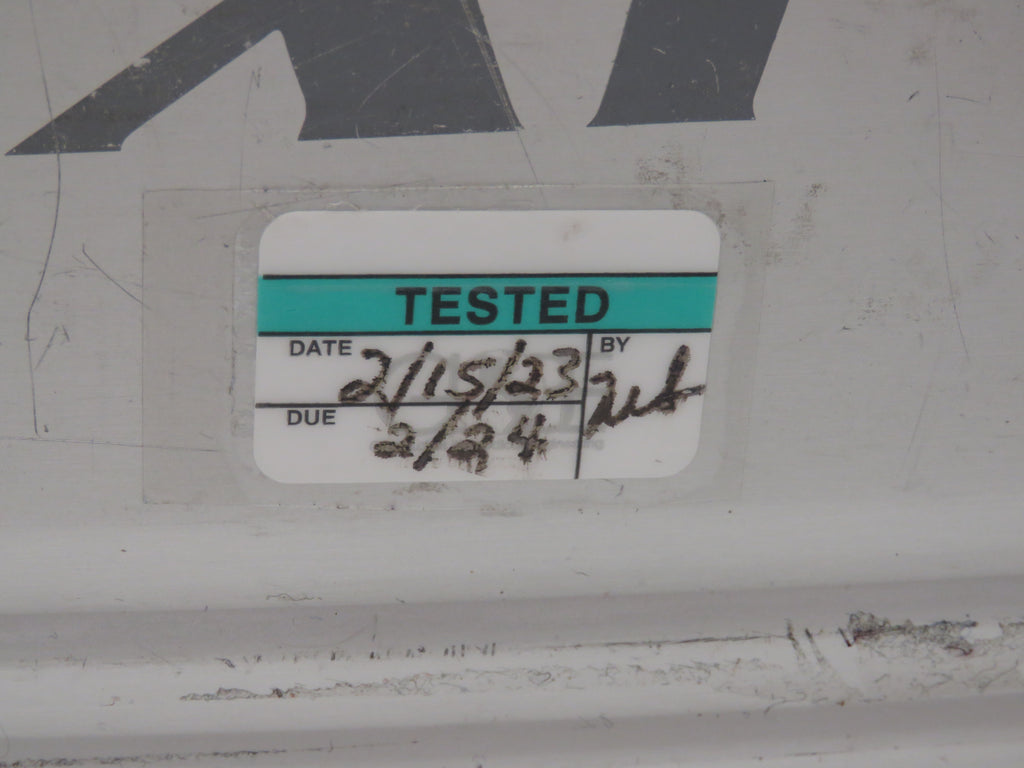 TESTED
DATE 2/15/23
BY
DUE 2/24